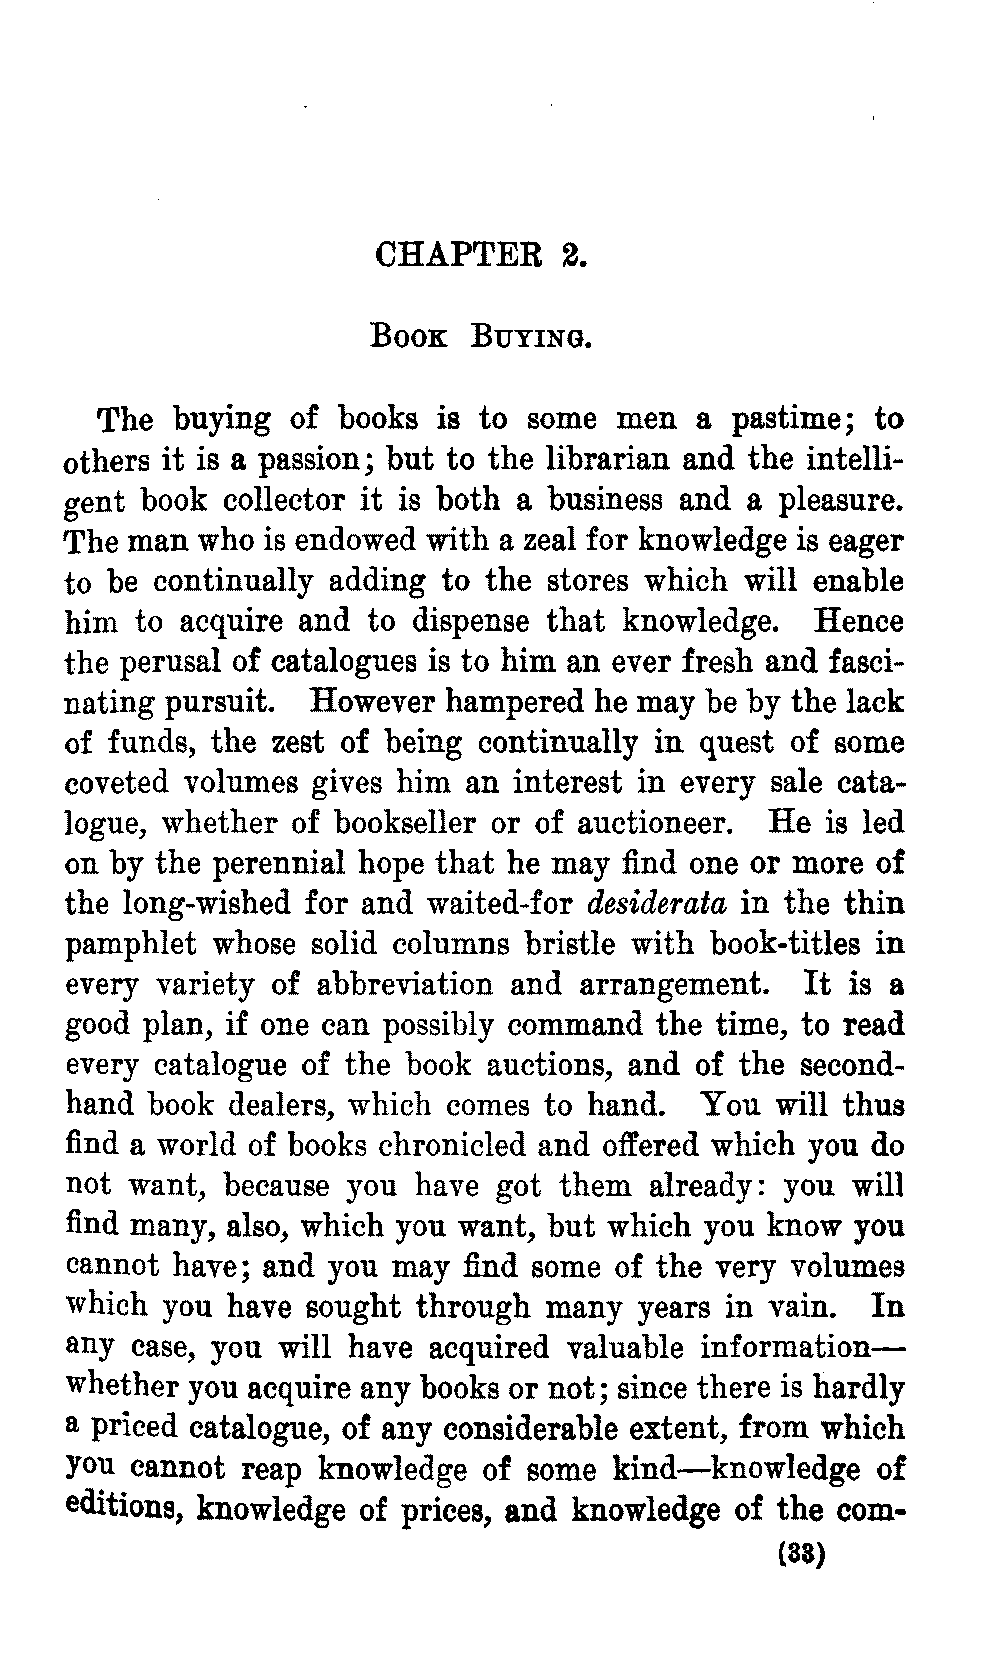 CHAPTER 2.
BOOK BUYING.
The buying of books is to some men a pastime; to
others it is a passion; but to the librarian and the intelli-
gent book collector it is both a business and a pleasure.
The man who is endowed with a zeal for knowledge is eager
to be continually adding to the stores which will enable
him to acquire and to dispense that knowledge. Hence
the perusal of catalogues is to him an ever fresh and fasci-
nating pursuit. However hampered he may be by the lack
of funds, the zest of being continually in quest of some
coveted volumes gives him an interest in every sale cata-
logue, whether of bookseller or of auctioneer. He is led
on by the perennial hope that he may find one or more of
the long-wished for and waited-for desiderata in the thin
pamphlet whose solid columns bristle with book-titles in
every variety of abbreviation and arrangement. It is a
good plan, if one can possibly command the time, to read
every catalogue of the book auctions, and of the second-
hand book dealers, which comes to hand. You will thus
find a world of books chronicled and offered which you do
not want, because you have got them already: you will
find many, also, which you want, but which you know you
cannot have; and you may find some of the very volumes
which you have sought through many years in vain. In
any case, you will have acquired valuable information—
whether you acquire any books or not; since there is hardly
a priced catalogue, of any considerable extent, from which
you cannot reap knowledge of some kind—knowledge of
editions, knowledge of prices, and knowledge of the com-
(33)